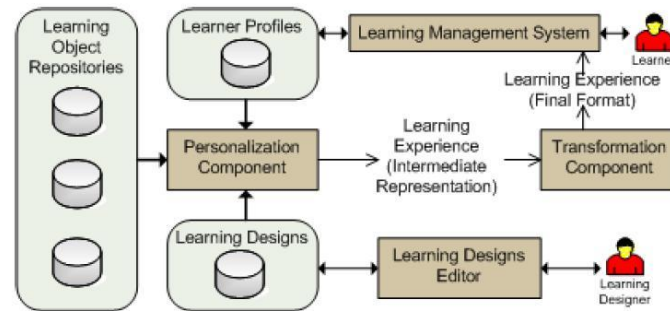 Learning
Object
Repositories
Learner Profiles
Learning Management System
Learne
Learning Experience
(Final Format)
Personalization
Component
Learning
Experience
(Intermediate
Representation)
Transformation
Component
Learning Designs
Learning Designs
Editor
Learning
Designer